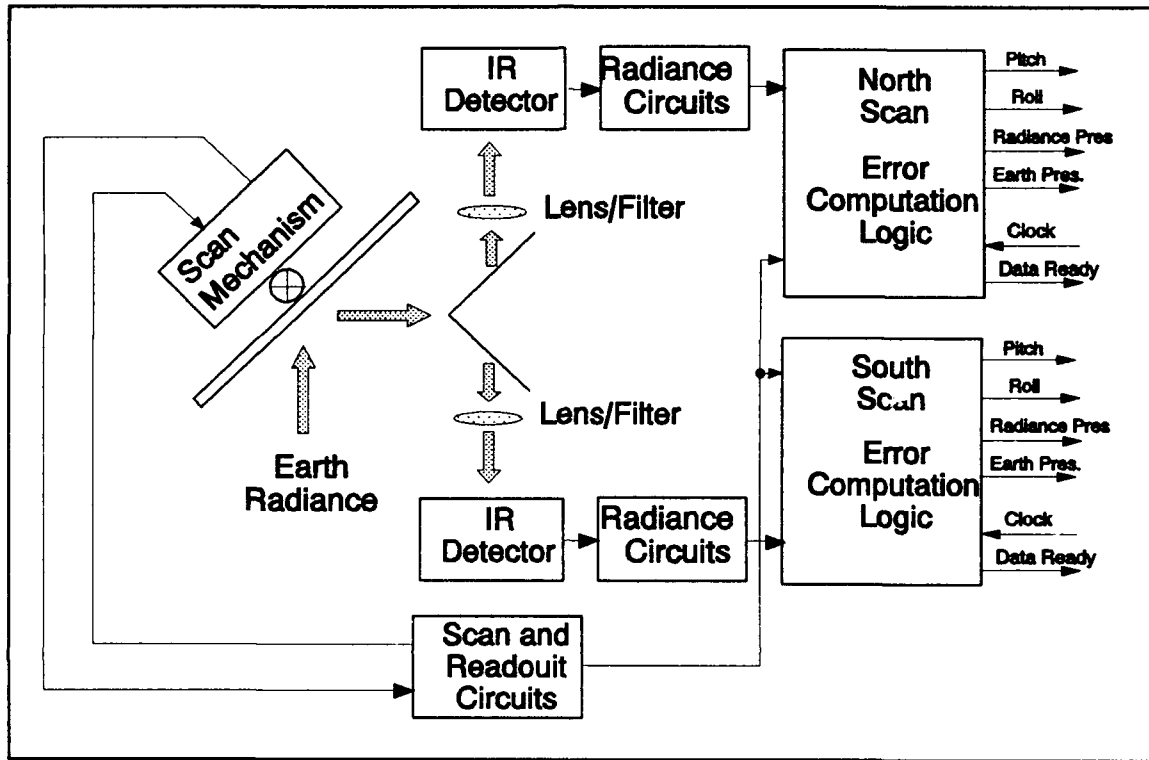 IR
Detector
Radiance
Circuits
North
Scan
Error
Computation
Logic
Pitch
Roll
Radiance Pres
Earth Pres.
Clock
Data Ready
Scan
Mechanism
Lens/Filter
Earth
Radiance
Lens/Filter
IR
Detector
Radiance
Circuits
South
Scan
Error
Computation
Logic
Pitch
Roll
Radiance Pres
Earth Pres.
Clock
Data Ready
Scan and
Readouit
Circuits